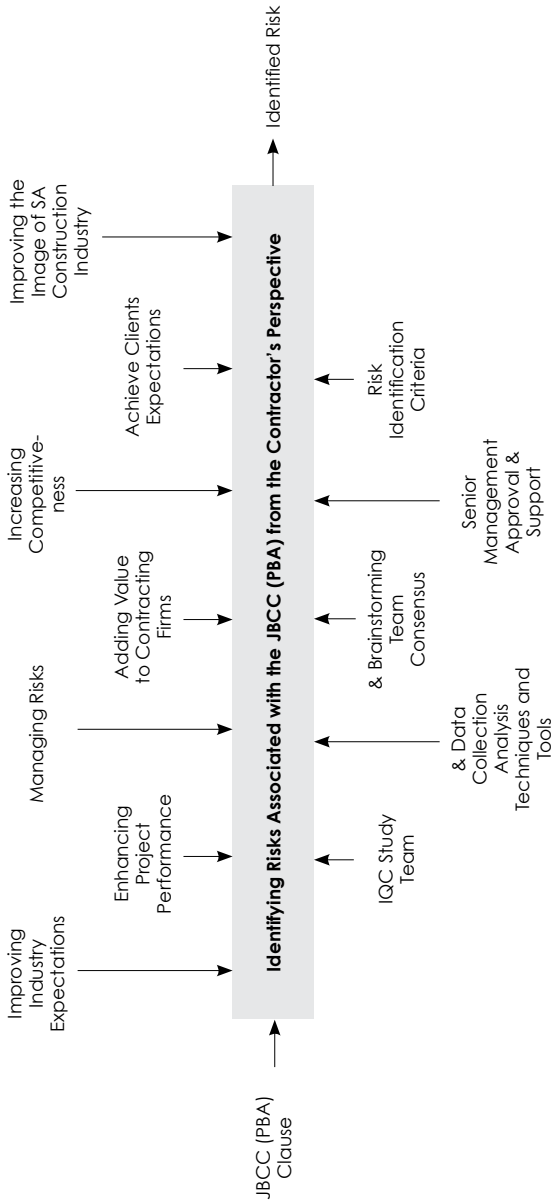 Improving
Industry
Expectations
Enhancing
Project
Performance
Managing Risks
Adding Value
to Contracting
Firms
Increasing
Competitive-
ness
Achieve Clients
Expectations
Improving the
Image of SA
Construction
Industry
JBCC (PBA)
Clause
Identifying Risks Associated with the JBCC (PBA) from the Contractor's Perspective
Identified Risk
IQC Study
Team
& Data
Collection
Analysis
Techniques and
Tools
& Brainstorming
Team
Consensus
Senior
Management
Approval &
Support
Risk
Identification
Criteria